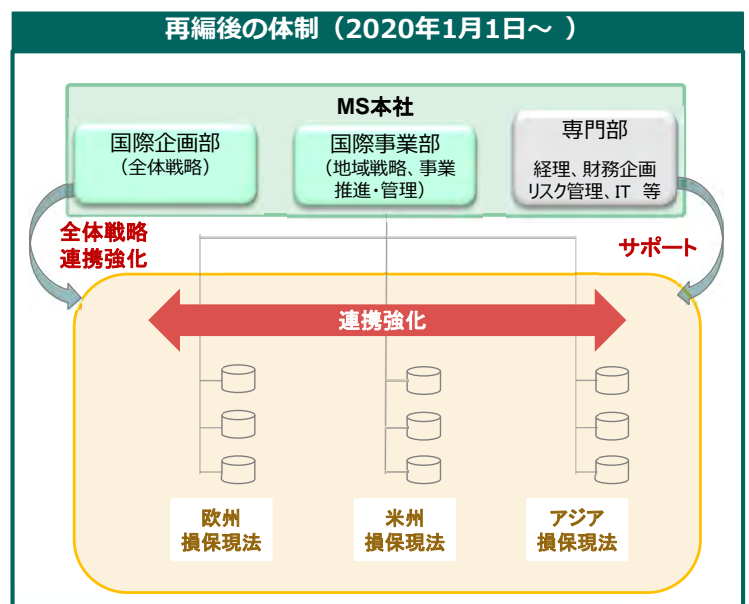 再編後の体制（2020年1月1日～ ）
MS本社
国際企画部
（全体戦略）
国際事業部
（地域戦略、事業
推進・管理）
専門部
経理、財務企画
リスク管理、IT 等
全体戦略
連携強化
サポート
連携強化
欧州
損保現法
米州
損保現法
アジア
損保現法